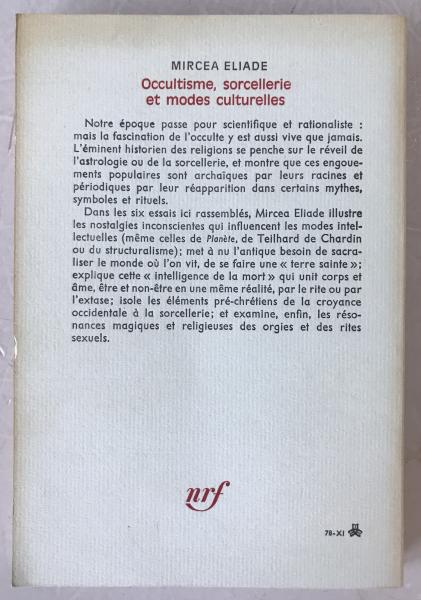 MIRCEA ELIADE
Occultisme, sorcellerie
et modes culturelles
Notre époque passe pour scientifique et rationaliste :
mais la fascination de l'occulte y est aussi vive que jamais.
L'éminent historien des religions se penche sur le réveil de
l'astrologie ou de la sorcellerie, et montre que ces engoue-
ments populaires sont archaïques par leurs racines et
périodiques par leur réapparition dans certains mythes,
symboles et rituels.
Dans les six essais ici rassemblés, Mircea Eliade illustre
les nostalgies inconscientes qui influencent les modes intel-
lectuelles (même celles de Planète, de Teilhard de Chardin
ou du structuralisme); met à nu l'antique besoin de sacra-
liser le monde où l'on vit, de se faire une « terre sainte »;
explique cette « intelligence de la mort » qui unit corps et
âme, être et non-être en une même réalité, par le rite ou par
l'extase; isole les éléments pré-chrétiens de la croyance
occidentale à la sorcellerie; et examine, enfin, les réso-
nances magiques et religieuses des orgies et des rites
sexuels.
nrf
78-XI